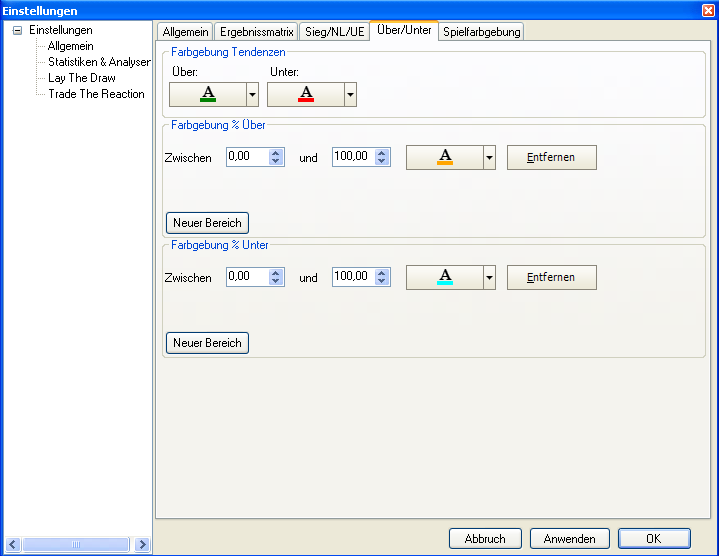 Einstellungen
Einstellungen
Allgemein
Statistiken & Analyser
Lay The Draw
Trade The Reaction
Allgemein Ergebnissmatrix Sieg/NL/UE Über/Unter Spielfarbgebung
Farbgebung Tendenzen
Über: Unter:
A A
Farbgebung % Über
Zwischen 0,00 und 100,00 A Entfernen
Neuer Bereich
Farbgebung % Unter
Zwischen 0,00 und 100,00 A Entfernen
Neuer Bereich
Abbruch Anwenden OK